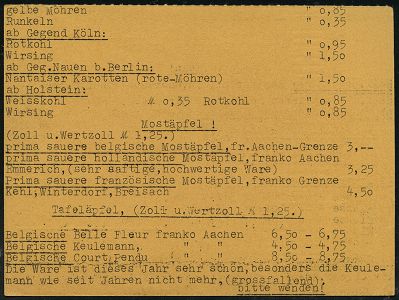 gelbe Möhren " 0,85
Runkeln " 0,35
ab Gegend Köln:
Rotkohl " 0,95
Wirsing " 1,50
ab Geg.Nauen b.Berlin:
Nantaiser Karotten (rote-Möhren) " 1,50
ab Holstein:
Weisskohl ℳ 0,35 Rotkohl " 0,85
Wirsing " 0,85
Mostäpfel !
(Zoll u.Wertzoll ℳ 1,25.)
prima saure belgische Mostäpfel,fr.Aachen-Grenze 3,--
prima sauere holländische Mostäpfel,franko Aachen
Emmerich,(sehr saftige,hochwertige Ware) 3,25
Prima sauere französische Mostäpfel,franko Grenze
Kehl,Winterdorf,Breisach 4,50
Tafeläpfel, (Zoll u.Wertzoll ℳ 1,25.)
Belgische Belle Fleur franko Aachen 6,50 - 6,75
Belgische Keulemann, " " 4,50 - 4,75
Belgische Court,Pendu " " 8,50 - 8,75
Die Ware ist dieses Jahr sehr schön,besonders die Keule-
mann wie seit Jahren nicht mehr,(grossfallend).
bitte wenden!